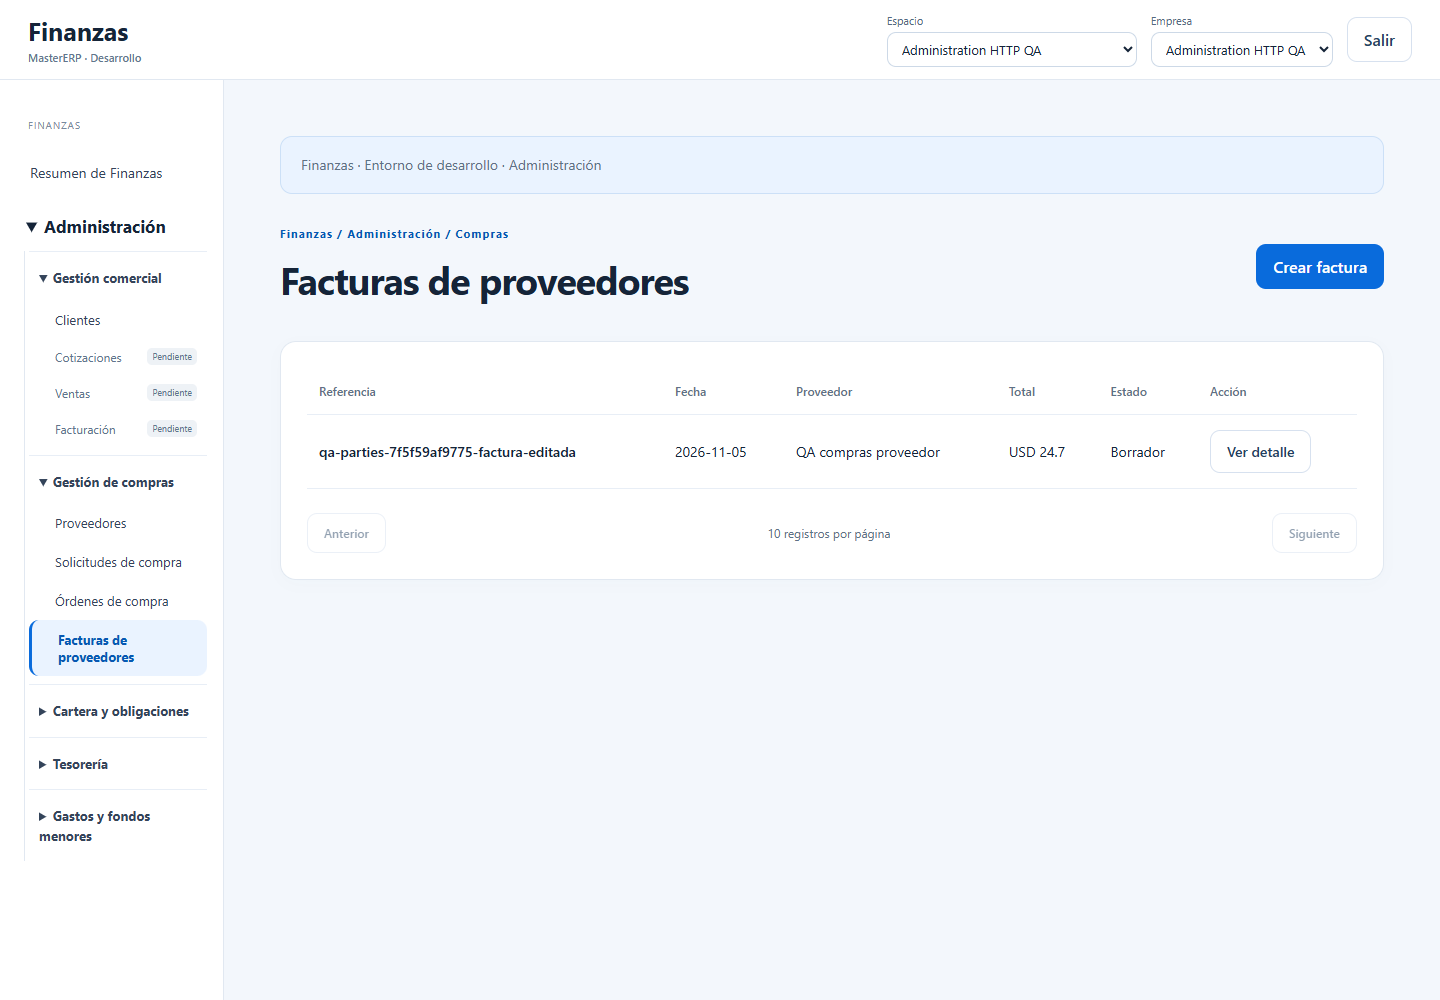 Finanzas
MasterERP · Desarrollo
Espacio
Administration HTTP QA
Empresa
Administration HTTP QA
Salir
FINANZAS
Resumen de Finanzas
Administración
Gestión comercial
Clientes
Cotizaciones Pendiente
Ventas Pendiente
Facturación Pendiente
Gestión de compras
Proveedores
Solicitudes de compra
Órdenes de compra
Facturas de
proveedores
Cartera y obligaciones
Tesorería
Gastos y fondos
menores
Finanzas · Entorno de desarrollo · Administración
Finanzas / Administración / Compras
Facturas de proveedores
Crear factura
Referencia Fecha Proveedor Total Estado Acción
qa-parties-7f5f59af9775-factura-editada 2026-11-05 QA compras proveedor USD 24.7 Borrador Ver detalle
Anterior 10 registros por página Siguiente